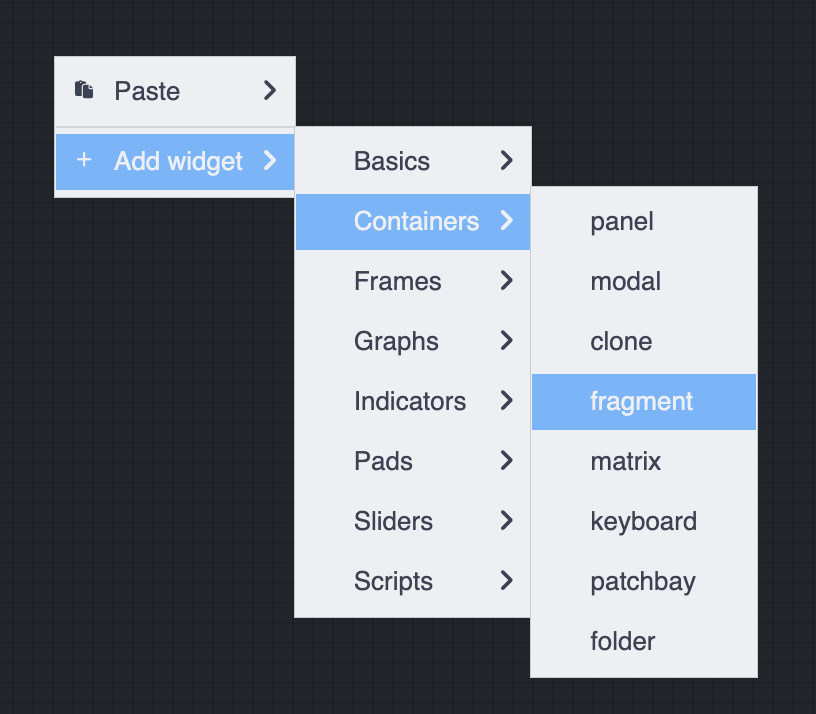 Paste
Add widget
Basics
Containers
Frames
Graphs
Indicators
Pads
Sliders
Scripts
panel
modal
clone
fragment
matrix
keyboard
patchbay
folder